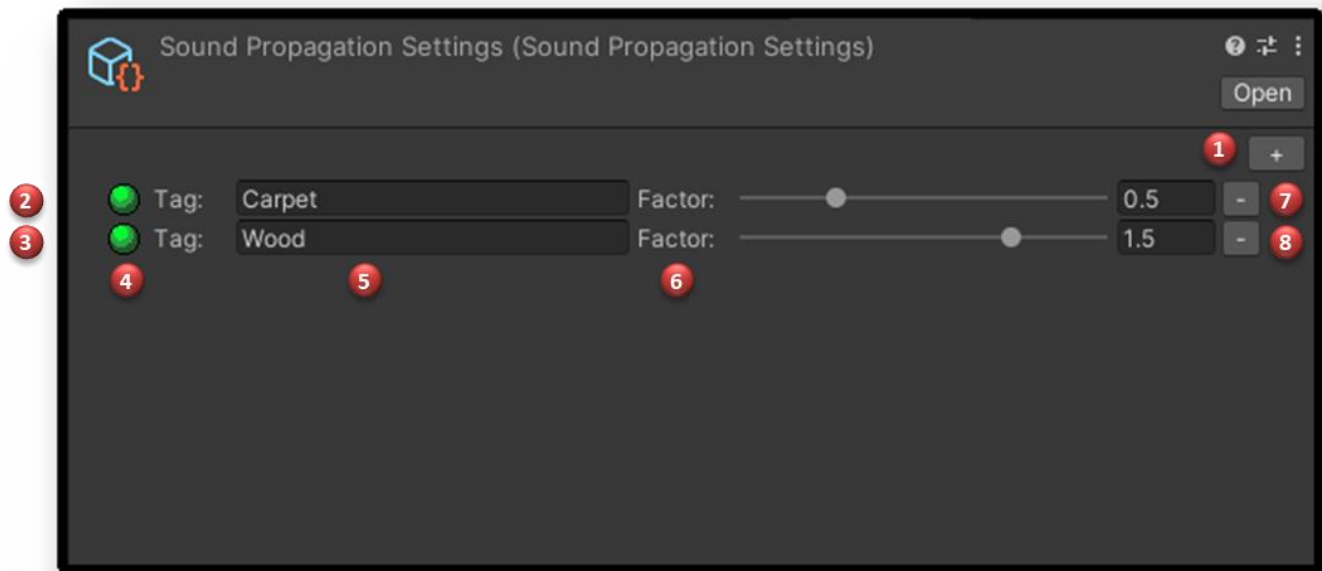 Sound Propagation Settings (Sound Propagation Settings)
Open
1 +
2 Tag: Carpet Factor: 0.5 - 7
3 Tag: Wood Factor: 1.5 - 8
4 5 6